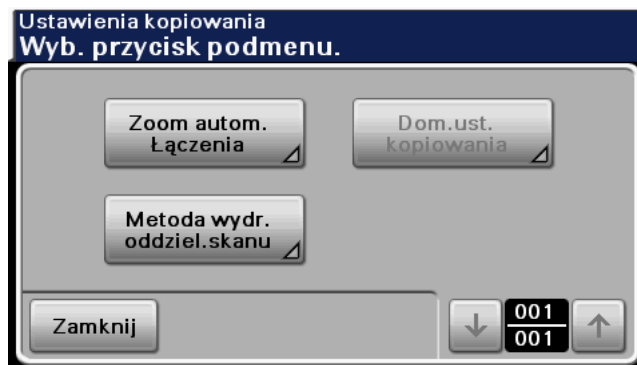 Ustawienia kopiowania
Wyb. przycisk podmenu.
Zoom autom.
Łączenia
Dom.ust.
kopiowania
Metoda wydr.
oddziel.skanu
Zamknij
001
001